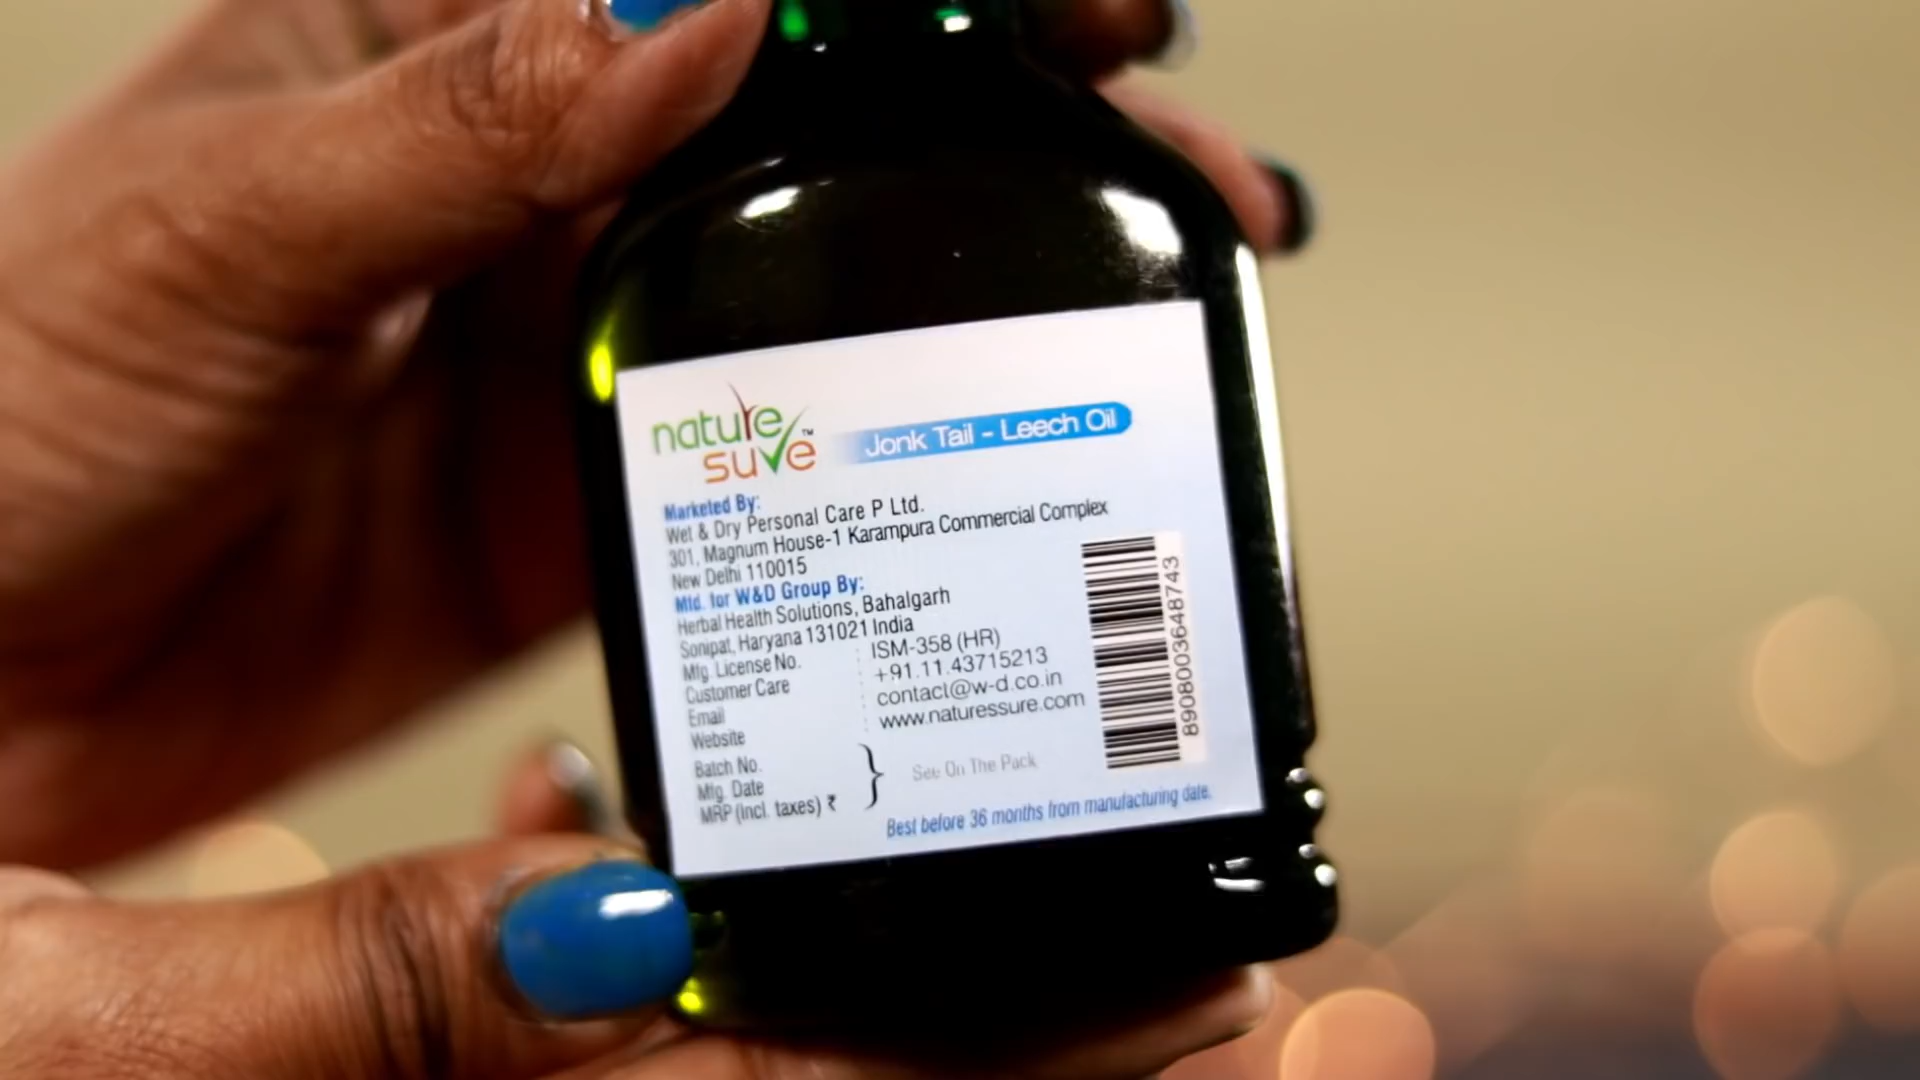 nature
sure™
Jonk Tail - Leech Oil
Marketed By:
Wet & Dry Personal Care P Ltd.
301, Magnum House-1 Karampura Commercial Complex
New Delhi 110015
Mfd. for W&D Group By:
Herbal Health Solutions, Bahalgarh
Sonipat, Haryana 131021 India
Mfg. License No. : ISM-358 (HR)
Customer Care : +91.11.43715213
Email : contact@w-d.co.in
Website : www.naturessure.com
Batch No.
Mfg. Date
MRP (Incl. taxes) ₹
} See On The Pack
Best before 36 months from manufacturing date.
8908003648743